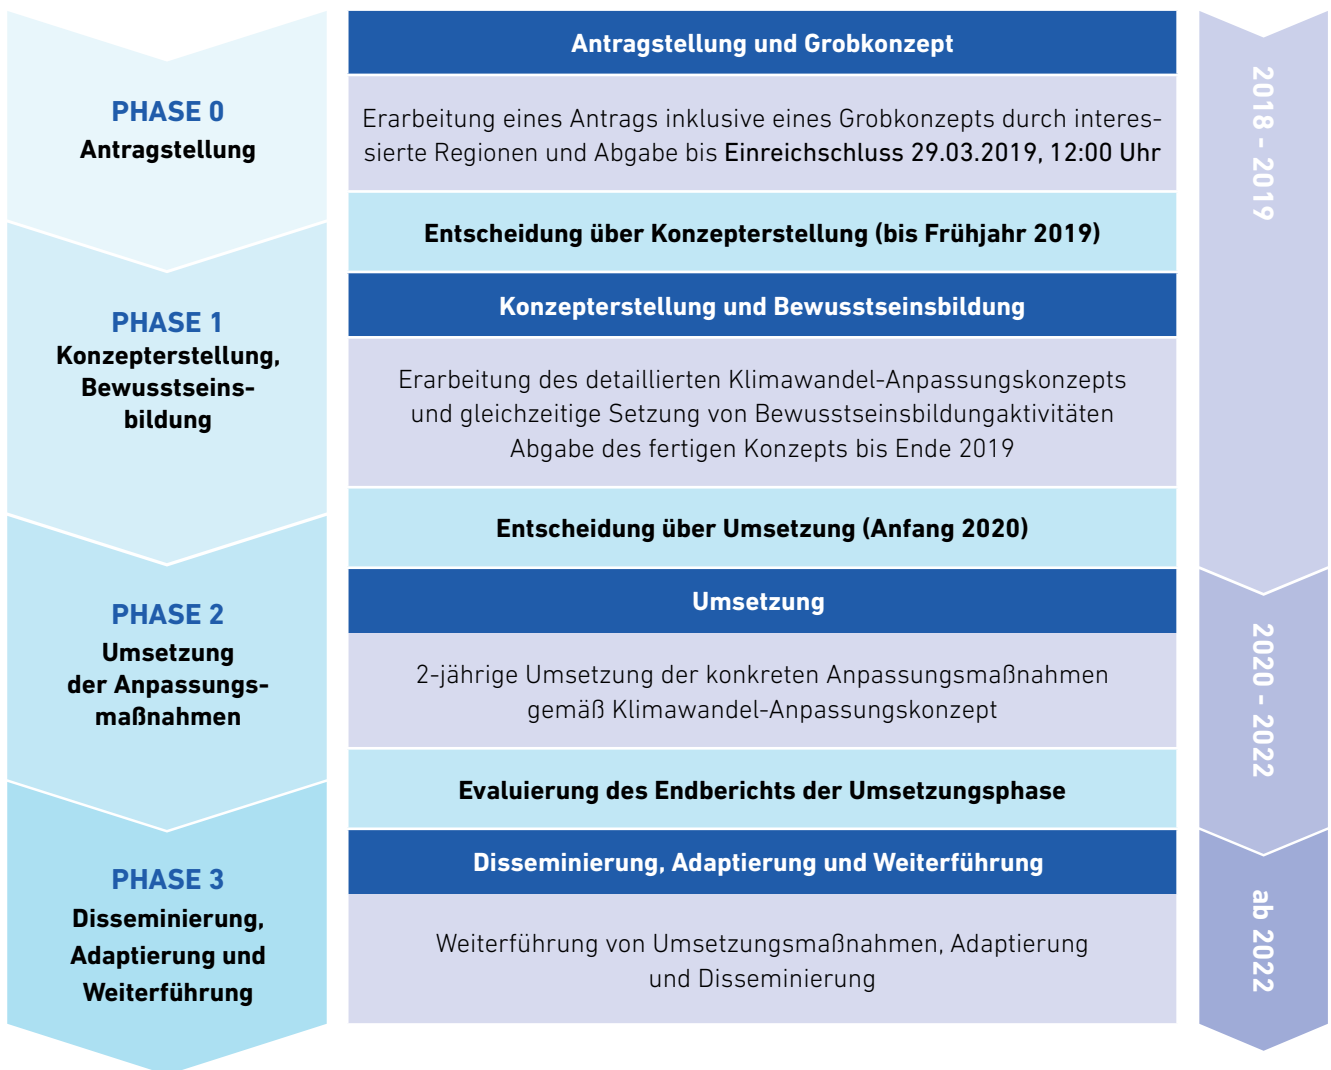 PHASE 0
Antragstellung
Antragstellung und Grobkonzept
Erarbeitung eines Antrags inklusive eines Grobkonzepts durch interes-
sierte Regionen und Abgabe bis Einreichschluss 29.03.2019, 12:00 Uhr
Entscheidung über Konzepterstellung (bis Frühjahr 2019)
PHASE 1
Konzepterstellung,
Bewusstseins-
bildung
Konzepterstellung und Bewusstseinsbildung
Erarbeitung des detaillierten Klimawandel-Anpassungskonzepts
und gleichzeitige Setzung von Bewusstseinsbildungaktivitäten
Abgabe des fertigen Konzepts bis Ende 2019
Entscheidung über Umsetzung (Anfang 2020)
2018 - 2019
PHASE 2
Umsetzung
der Anpassungs-
maßnahmen
Umsetzung
2-jährige Umsetzung der konkreten Anpassungsmaßnahmen
gemäß Klimawandel-Anpassungskonzept
Evaluierung des Endberichts der Umsetzungsphase
2020 - 2022
PHASE 3
Disseminierung,
Adaptierung und
Weiterführung
Disseminierung, Adaptierung und Weiterführung
Weiterführung von Umsetzungsmaßnahmen, Adaptierung
und Disseminierung
ab 2022